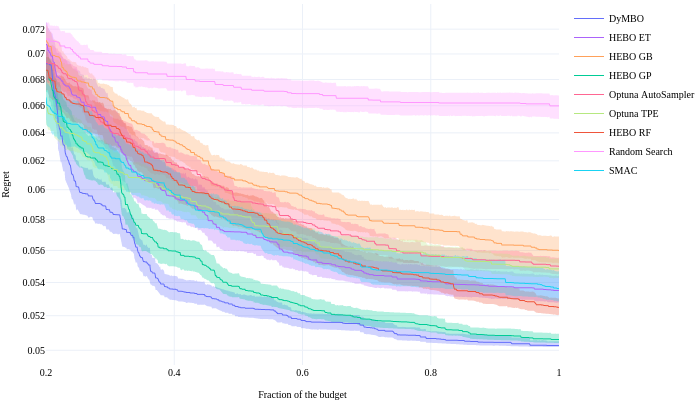 0.072
0.07
0.068
0.066
0.064
0.062
0.06
0.058
0.056
0.054
0.052
0.05
Regret
0.2
0.4
0.6
0.8
1
Fraction of the budget
DyMBO
HEBO ET
HEBO GB
HEBO GP
Optuna AutoSampler
Optuna TPE
HEBO RF
Random Search
SMAC